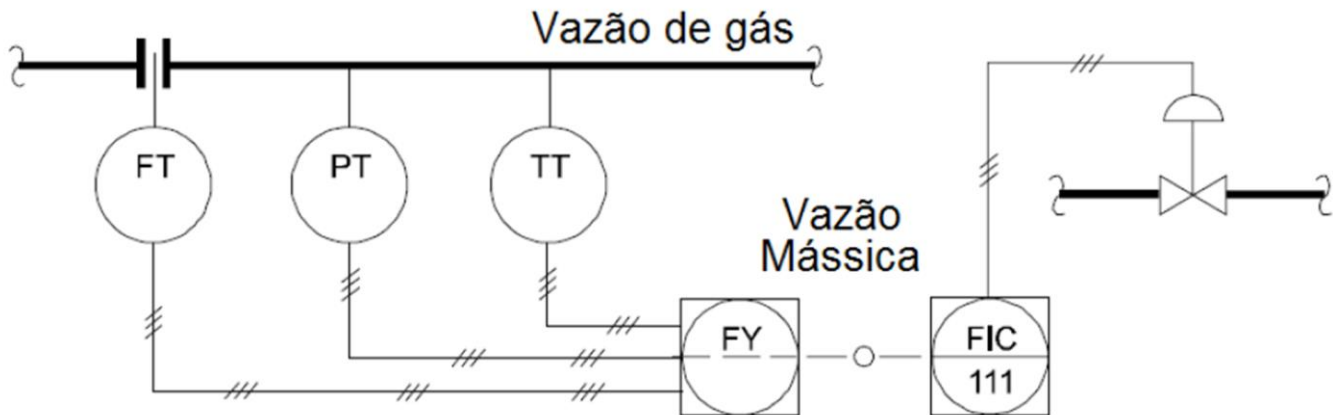 Vazão de gás
FT
PT
TT
Vazão
Mássica
FY
FIC
111